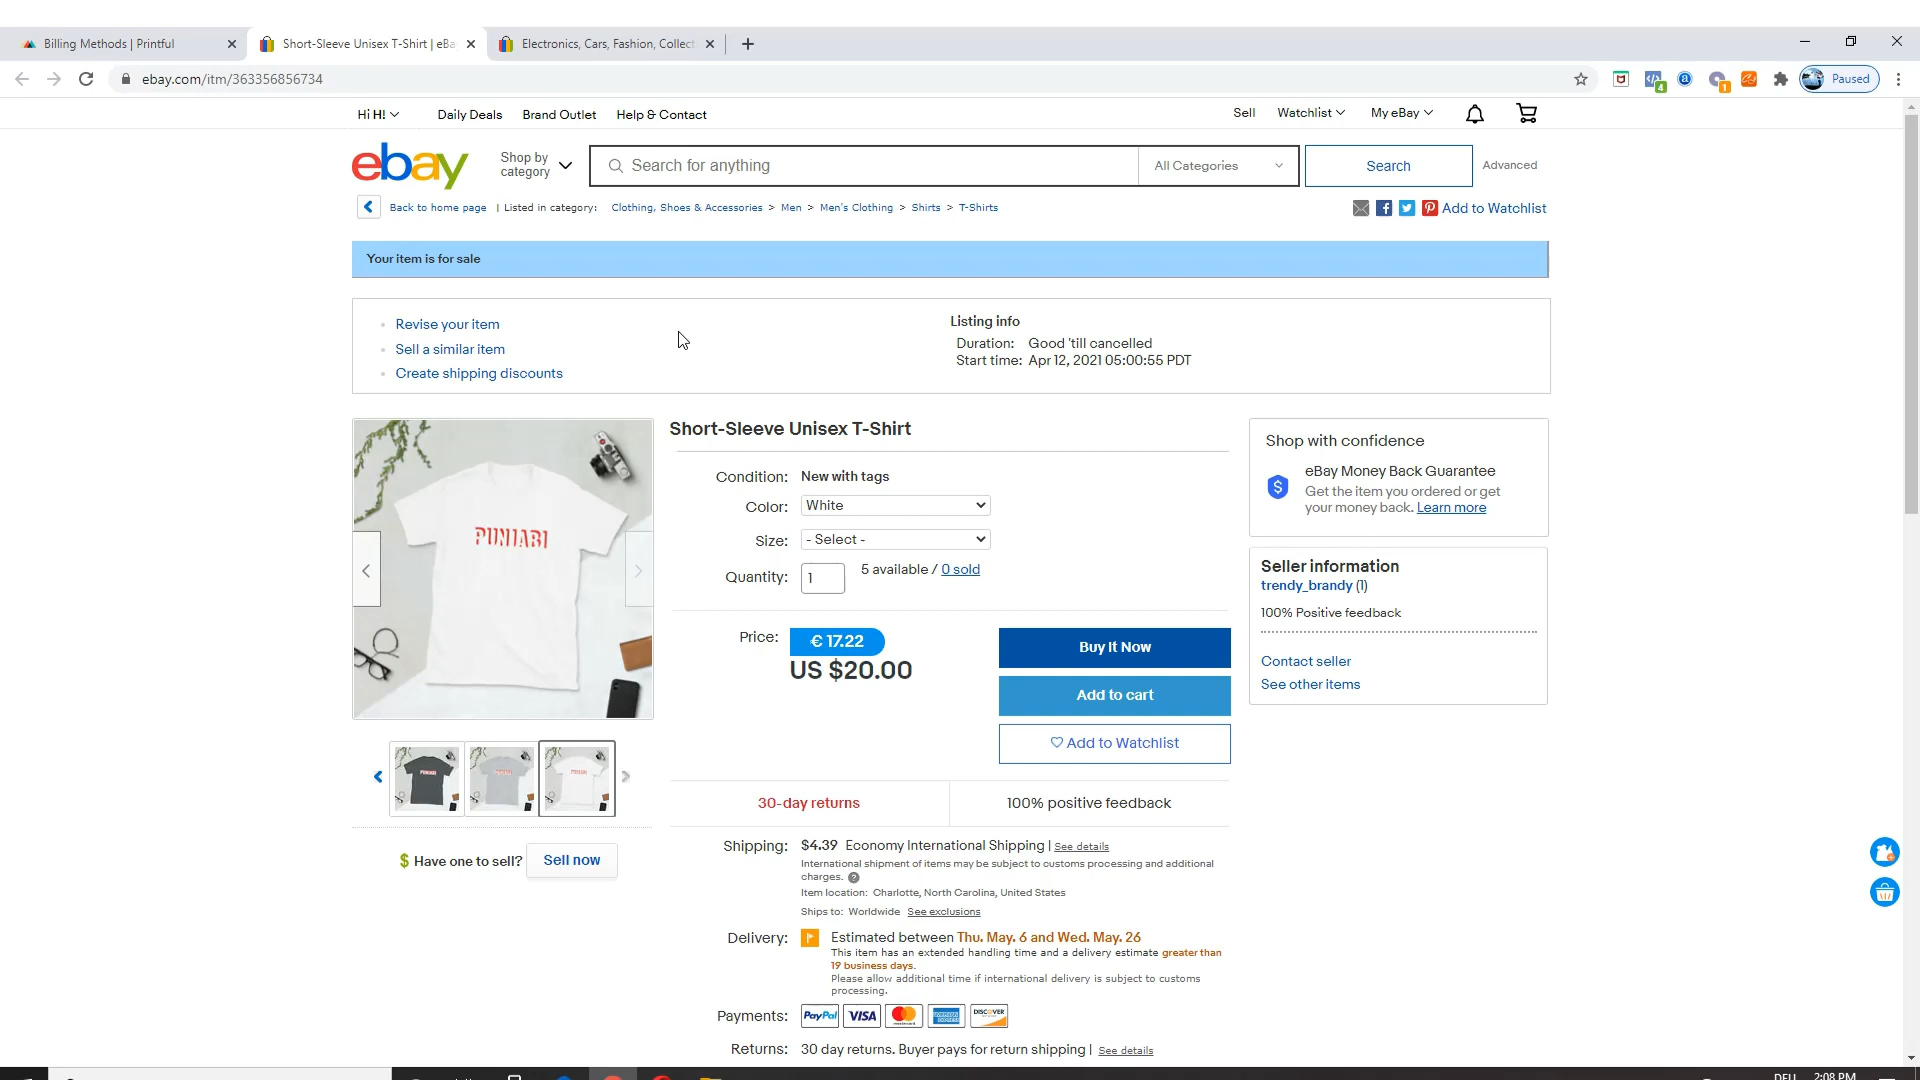 Billing Methods | Printful
Short-Sleeve Unisex T-Shirt | eBa
Electronics, Cars, Fashion, Collect
ebay.com/itm/363356856734
4
1
Paused
Hi H!
Daily Deals
Brand Outlet
Help & Contact
Sell
Watchlist
My eBay
ebay
Shop by
category
Search for anything
All Categories
Search
Advanced
Back to home page | Listed in category: Clothing, Shoes & Accessories > Men > Men's Clothing > Shirts > T-Shirts
Add to Watchlist
Your item is for sale
Revise your item
Sell a similar item
Create shipping discounts
Listing info
Duration: Good 'till cancelled
Start time: Apr 12, 2021 05:00:55 PDT
PUNJABI
Short-Sleeve Unisex T-Shirt
Condition: New with tags
Color: White
Size: - Select -
Quantity: 1 5 available / 0 sold
Price: € 17.22
US $20.00
Buy It Now
Add to cart
Add to Watchlist
30-day returns
100% positive feedback
Shipping: $4.39 Economy International Shipping | See details
International shipment of items may be subject to customs processing and additional
charges. ?
Item location: Charlotte, North Carolina, United States
Ships to: Worldwide See exclusions
Delivery: Estimated between Thu. May. 6 and Wed. May. 26
This item has an extended handling time and a delivery estimate greater than
19 business days.
Please allow additional time if international delivery is subject to customs
processing.
Payments: PayPal VISA mastercard AMERICAN EXPRESS DISCOVER
Returns: 30 day returns. Buyer pays for return shipping | See details
Shop with confidence
eBay Money Back Guarantee
Get the item you ordered or get
your money back. Learn more
Seller information
trendy_brandy (1)
100% Positive feedback
Contact seller
See other items
PUNJABI
PUNJABI
PUNJABI
$ Have one to sell? Sell now
DEU
2:08 PM